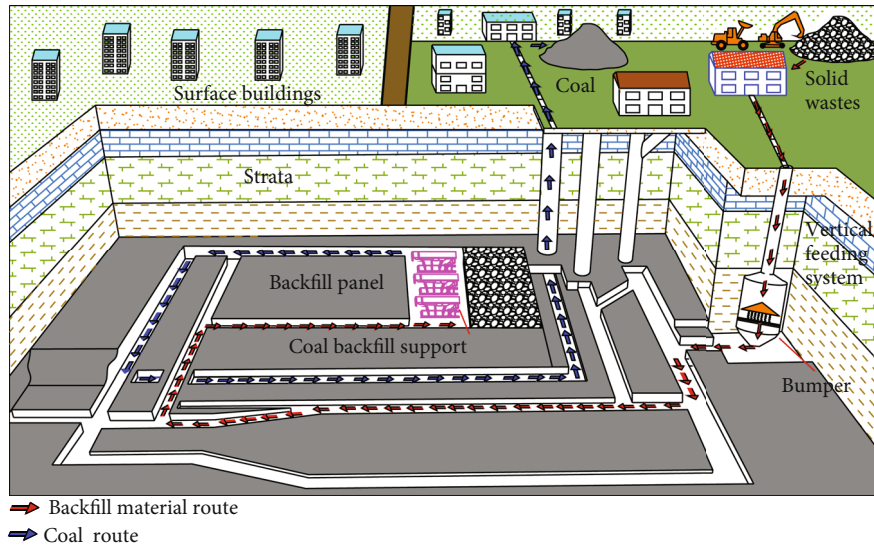 Surface buildings
Coal
Solid
wastes
Strata
Vertical
feeding
system
Backfill panel
Coal backfill support
Bumper
Backfill material route
Coal route